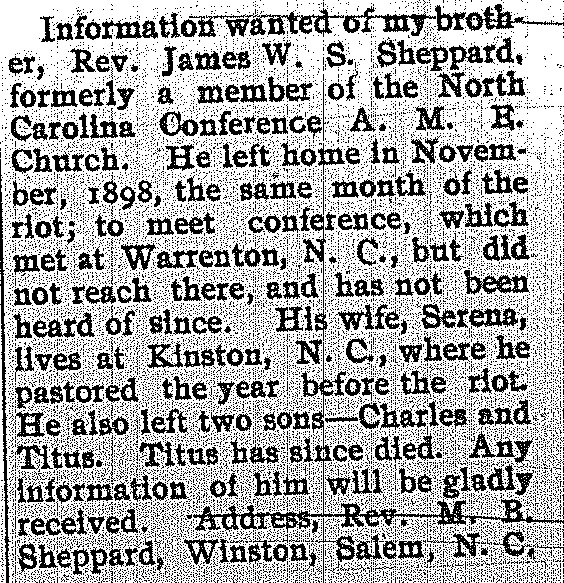 Information wanted of my broth-
er, Rev. James W. S. Sheppard,
formerly a member of the North
Carolina Conference A. M. E.
Church. He left home in Novem-
ber, 1898, the same month of the
riot; to meet conference, which
met at Warrenton, N. C., but did
not reach there, and has not been
heard of since. His wife, Serena,
lives at Kinston, N. C., where he
pastored the year before the riot.
He also left two sons—Charles and
Titus. Titus has since died. Any
information of him will be gladly
received. Address, Rev. M. B.
Sheppard, Winston, Salem, N. C.